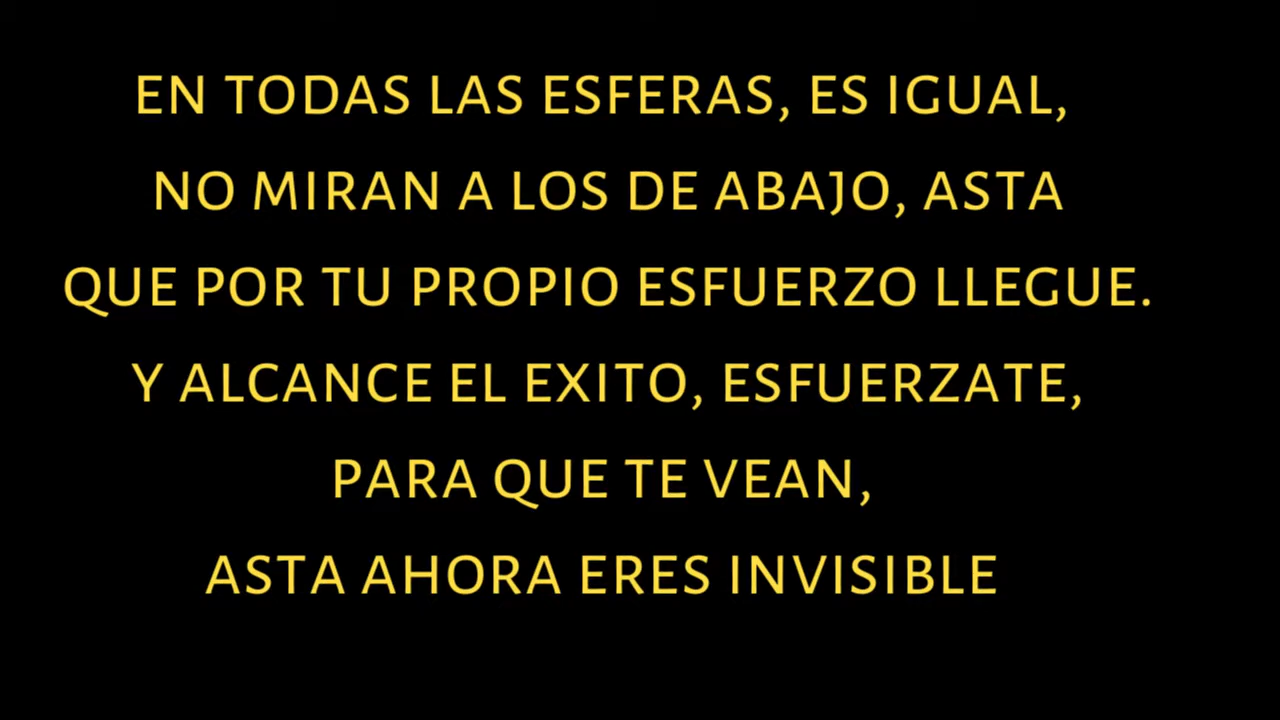 EN TODAS LAS ESFERAS, ES IGUAL,
NO MIRAN A LOS DE ABAJO, ASTA
QUE POR TU PROPIO ESFUERZO LLEGUE.
Y ALCANCE EL EXITO, ESFUERZATE,
PARA QUE TE VEAN,
ASTA AHORA ERES INVISIBLE